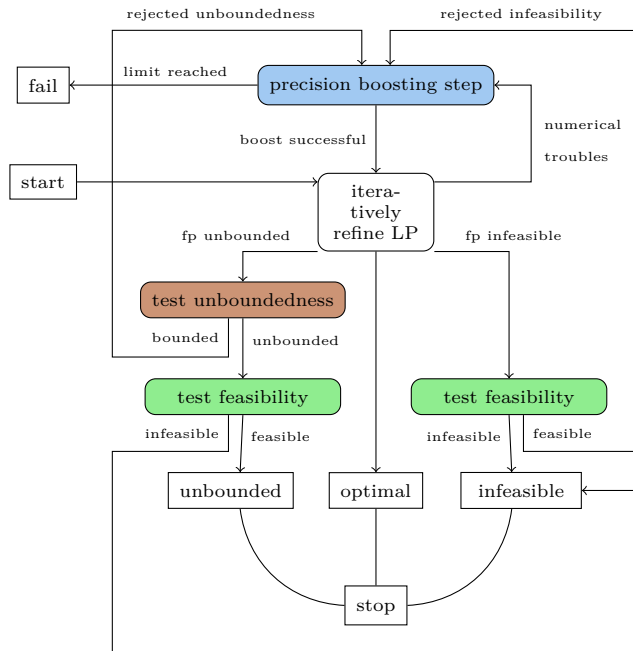 rejected unboundedness
rejected infeasibility
fail
limit reached
precision boosting step
boost successful
numerical
troubles
start
itera-
tively
refine LP
fp unbounded
fp infeasible
test unboundedness
bounded
unbounded
test feasibility
test feasibility
infeasible
feasible
infeasible
feasible
unbounded
optimal
infeasible
stop